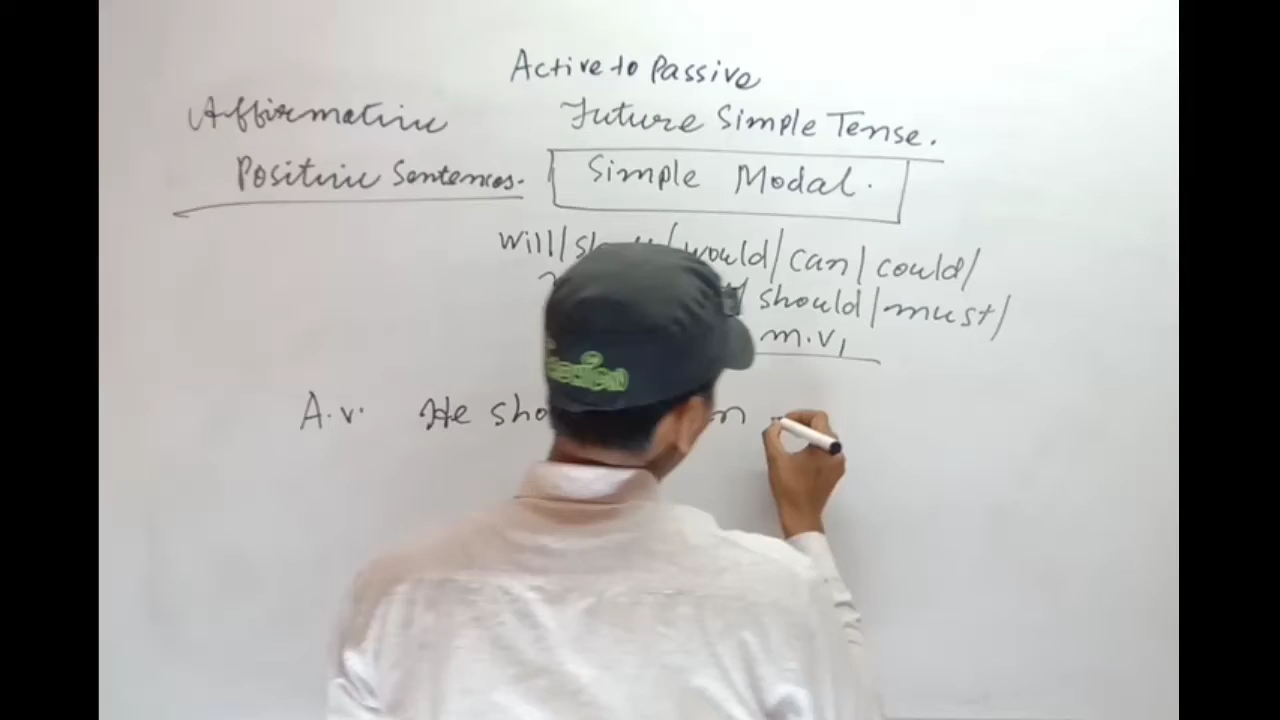 Active to Passive
Affirmative Future Simple Tense.
Positive Sentences. Simple Modal.
will/ would/can/could/
should/must/
m.v1
A.v. He